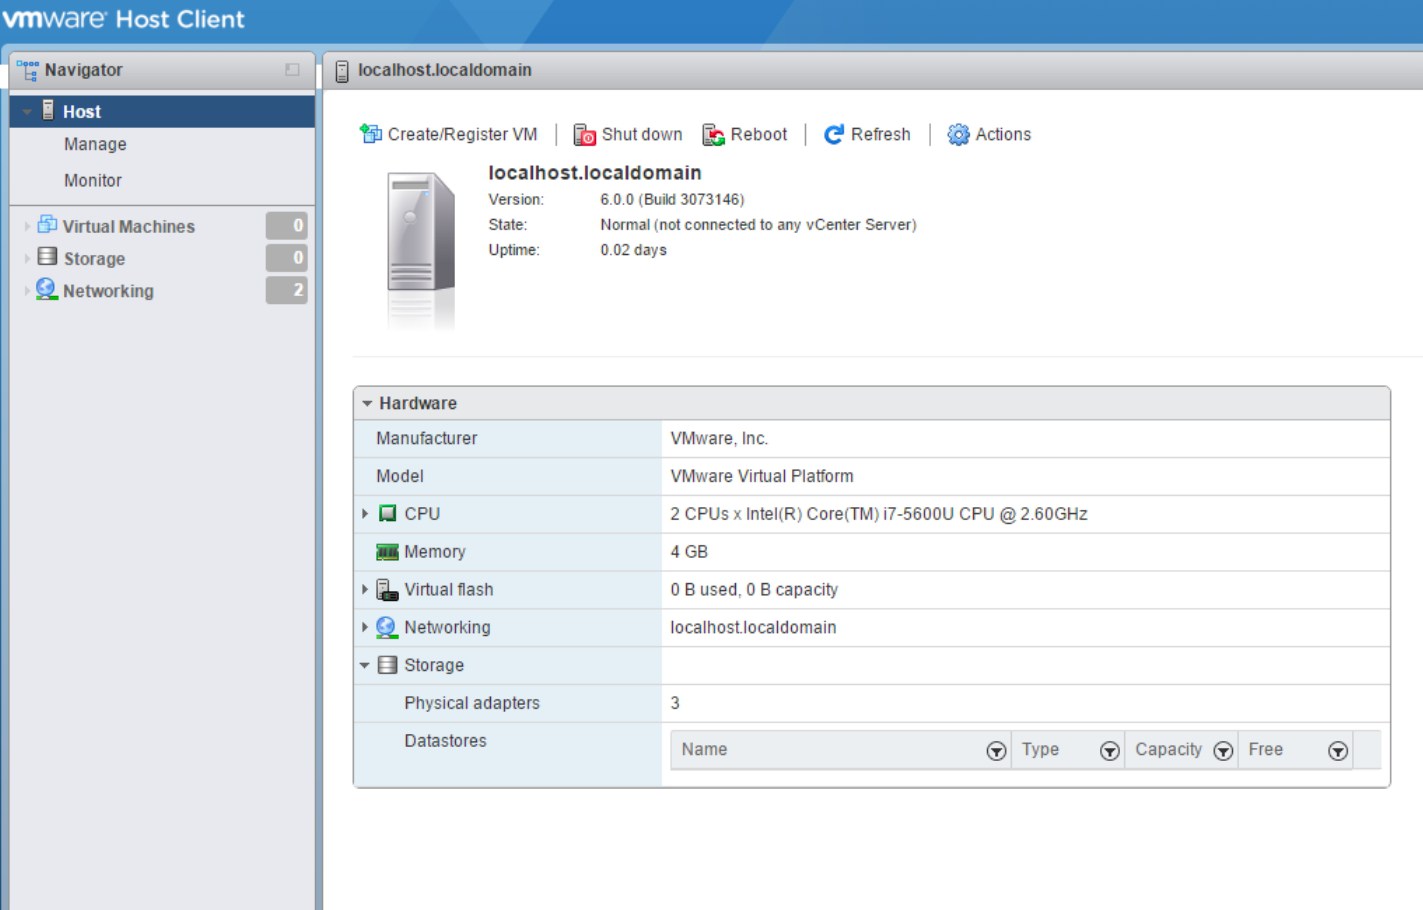 vmware Host Client
Navigator
Host
Manage
Monitor
Virtual Machines 0
Storage 0
Networking 2
localhost.localdomain
Create/Register VM | Shut down Reboot | Refresh | Actions
localhost.localdomain
Version: 6.0.0 (Build 3073146)
State: Normal (not connected to any vCenter Server)
Uptime: 0.02 days
Hardware
Manufacturer VMware, Inc.
Model VMware Virtual Platform
CPU 2 CPUs x Intel(R) Core(TM) i7-5600U CPU @ 2.60GHz
Memory 4 GB
Virtual flash 0 B used, 0 B capacity
Networking localhost.localdomain
Storage
Physical adapters 3
Datastores Name Type Capacity Free